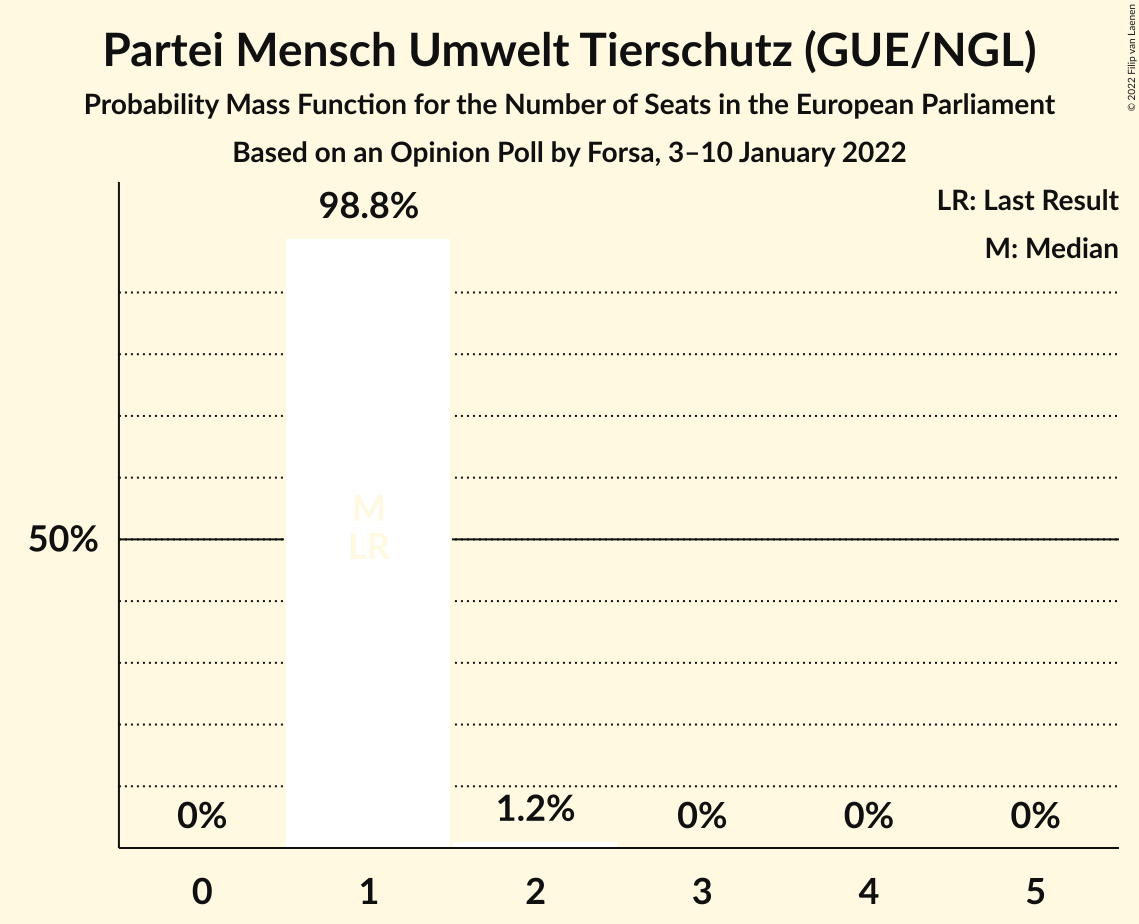 Partei Mensch Umwelt Tierschutz (GUE/NGL)
Probability Mass Function for the Number of Seats in the European Parliament
Based on an Opinion Poll by Forsa, 3–10 January 2022
© 2022 Filip van Laenen
LR: Last Result
M: Median
98.8%
50%
M
LR
0%
1.2%
0%
0%
0%
0
1
2
3
4
5